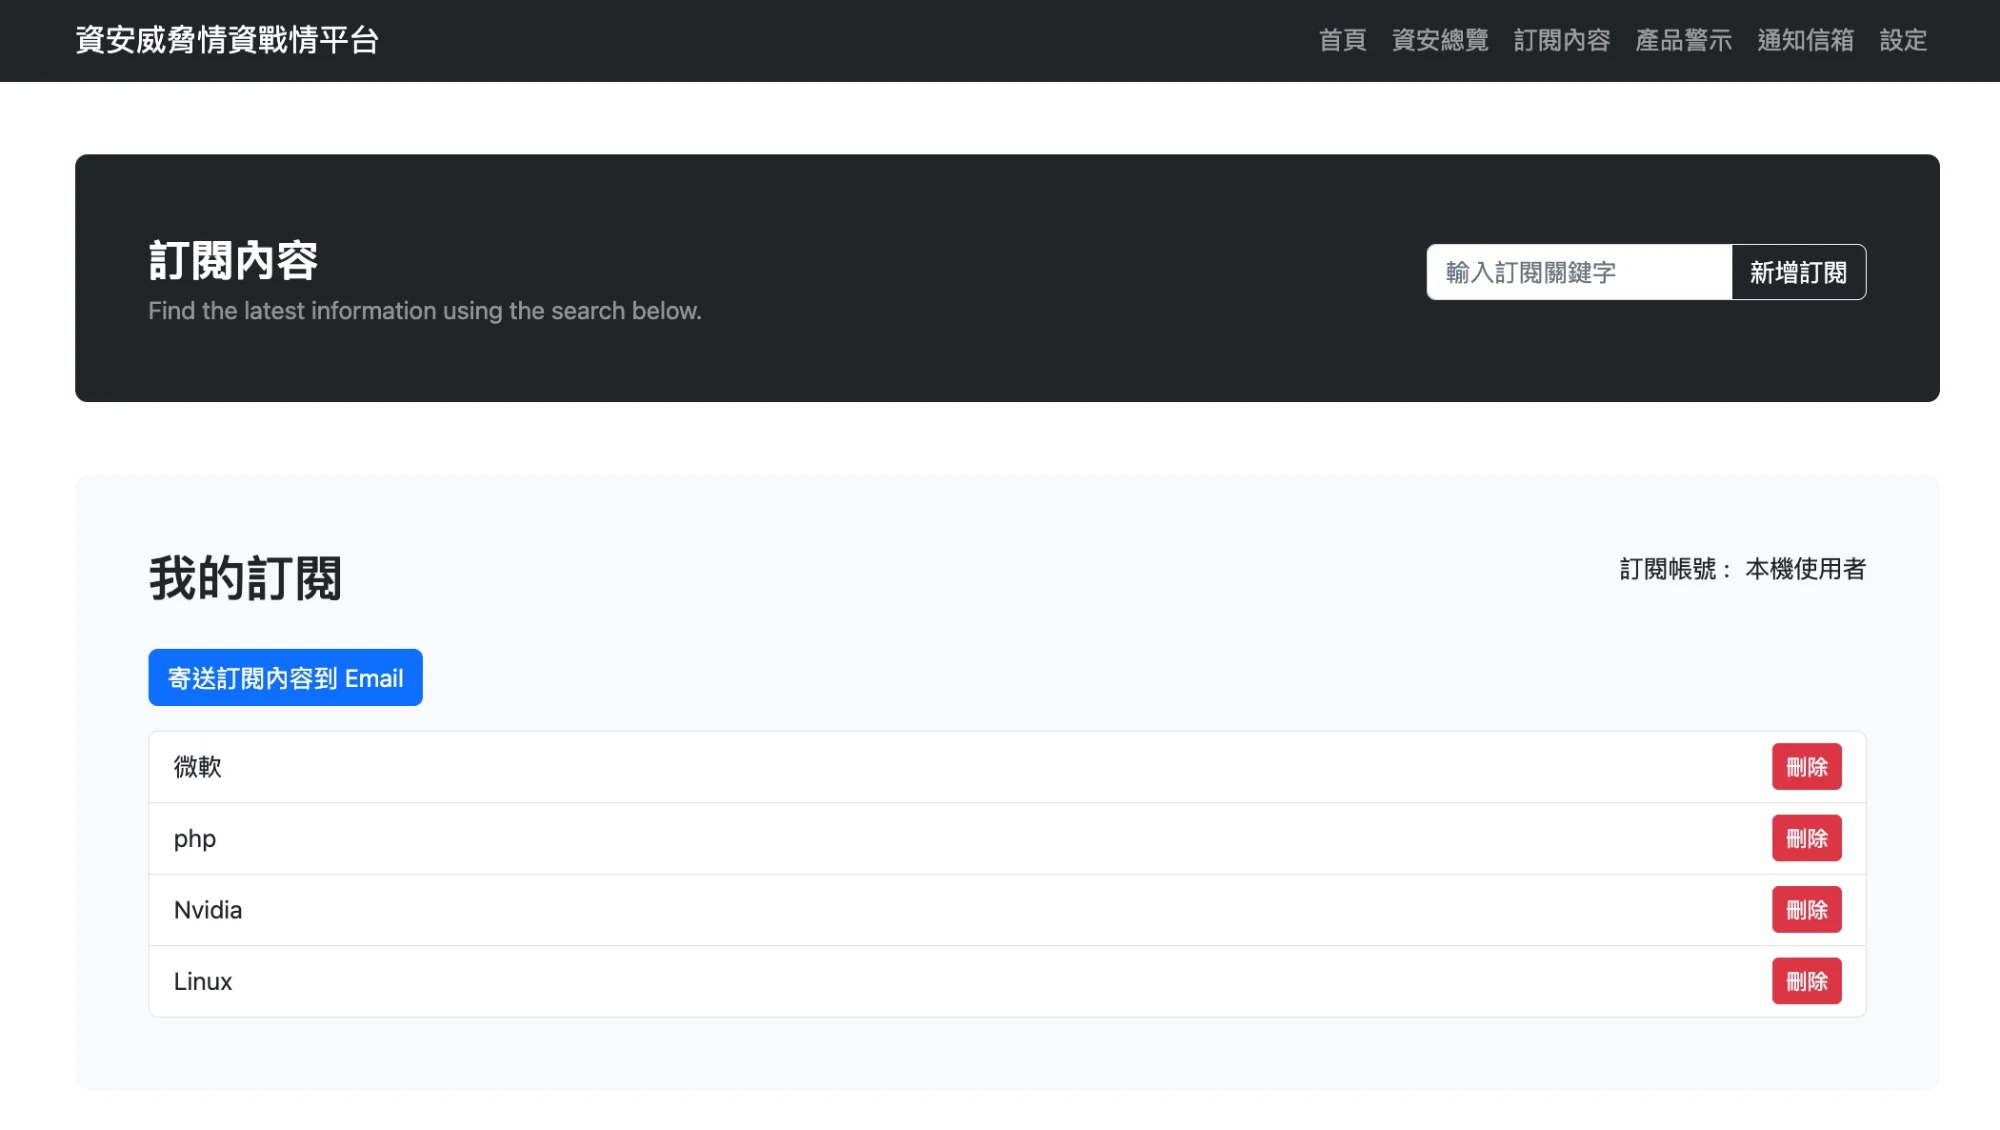 資安威脅情資戰情平台
首頁 資安總覽 訂閱內容 產品警示 通知信箱 設定
訂閱內容
Find the latest information using the search below.
輸入訂閱關鍵字 新增訂閱
我的訂閱
訂閱帳號： 本機使用者
寄送訂閱內容到 Email
微軟 刪除
php 刪除
Nvidia 刪除
Linux 刪除